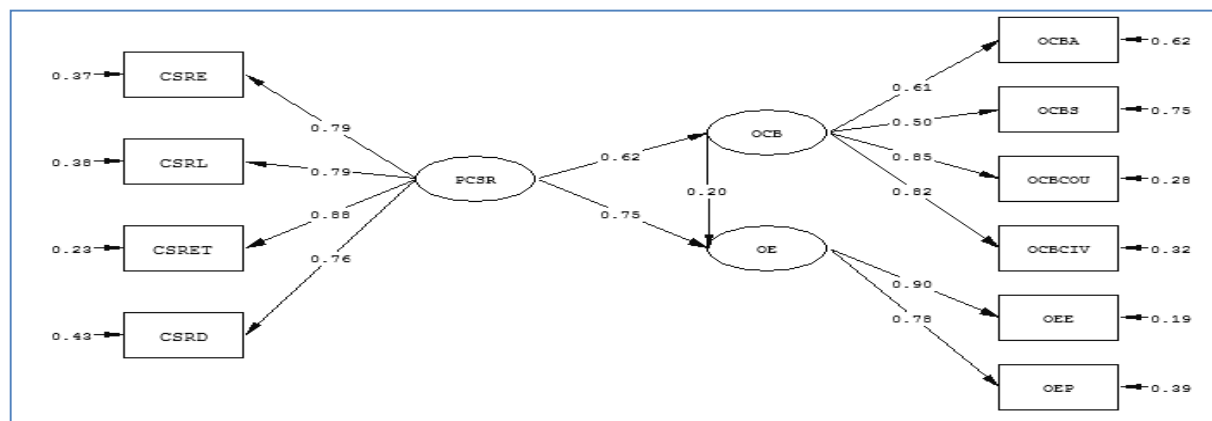 0.37 CSRE
0.38 CSRL
0.23 CSRET
0.43 CSRD
0.79
0.79
0.88
0.76
PCSR
0.62
0.75
OCB
0.20
OE
0.61
0.50
0.85
0.82
0.90
0.78
OCBA 0.62
OCBS 0.75
OCBCOU 0.28
OCBCIV 0.32
OEE 0.19
OEP 0.39